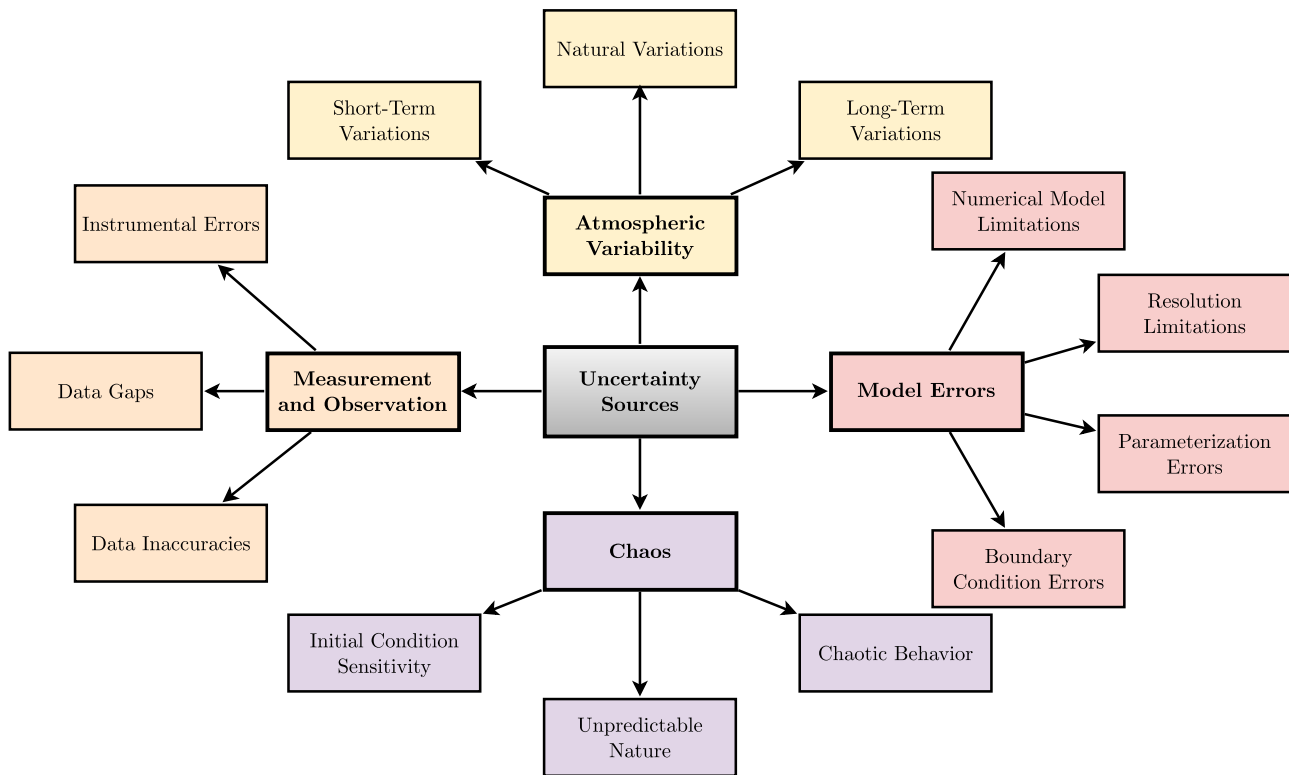 Natural Variations
Short-Term
Variations
Long-Term
Variations
Numerical Model
Limitations
Instrumental Errors
Atmospheric
Variability
Resolution
Limitations
Data Gaps
Measurement
and Observation
Uncertainty
Sources
Model Errors
Parameterization
Errors
Data Inaccuracies
Chaos
Boundary
Condition Errors
Initial Condition
Sensitivity
Chaotic Behavior
Unpredictable
Nature